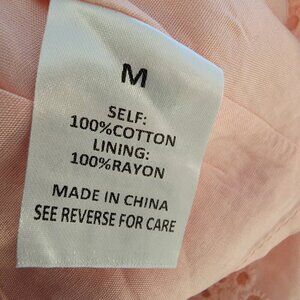 M
SELF:
100%COTTON
LINING:
100%RAYON
MADE IN CHINA
SEE REVERSE FOR CARE